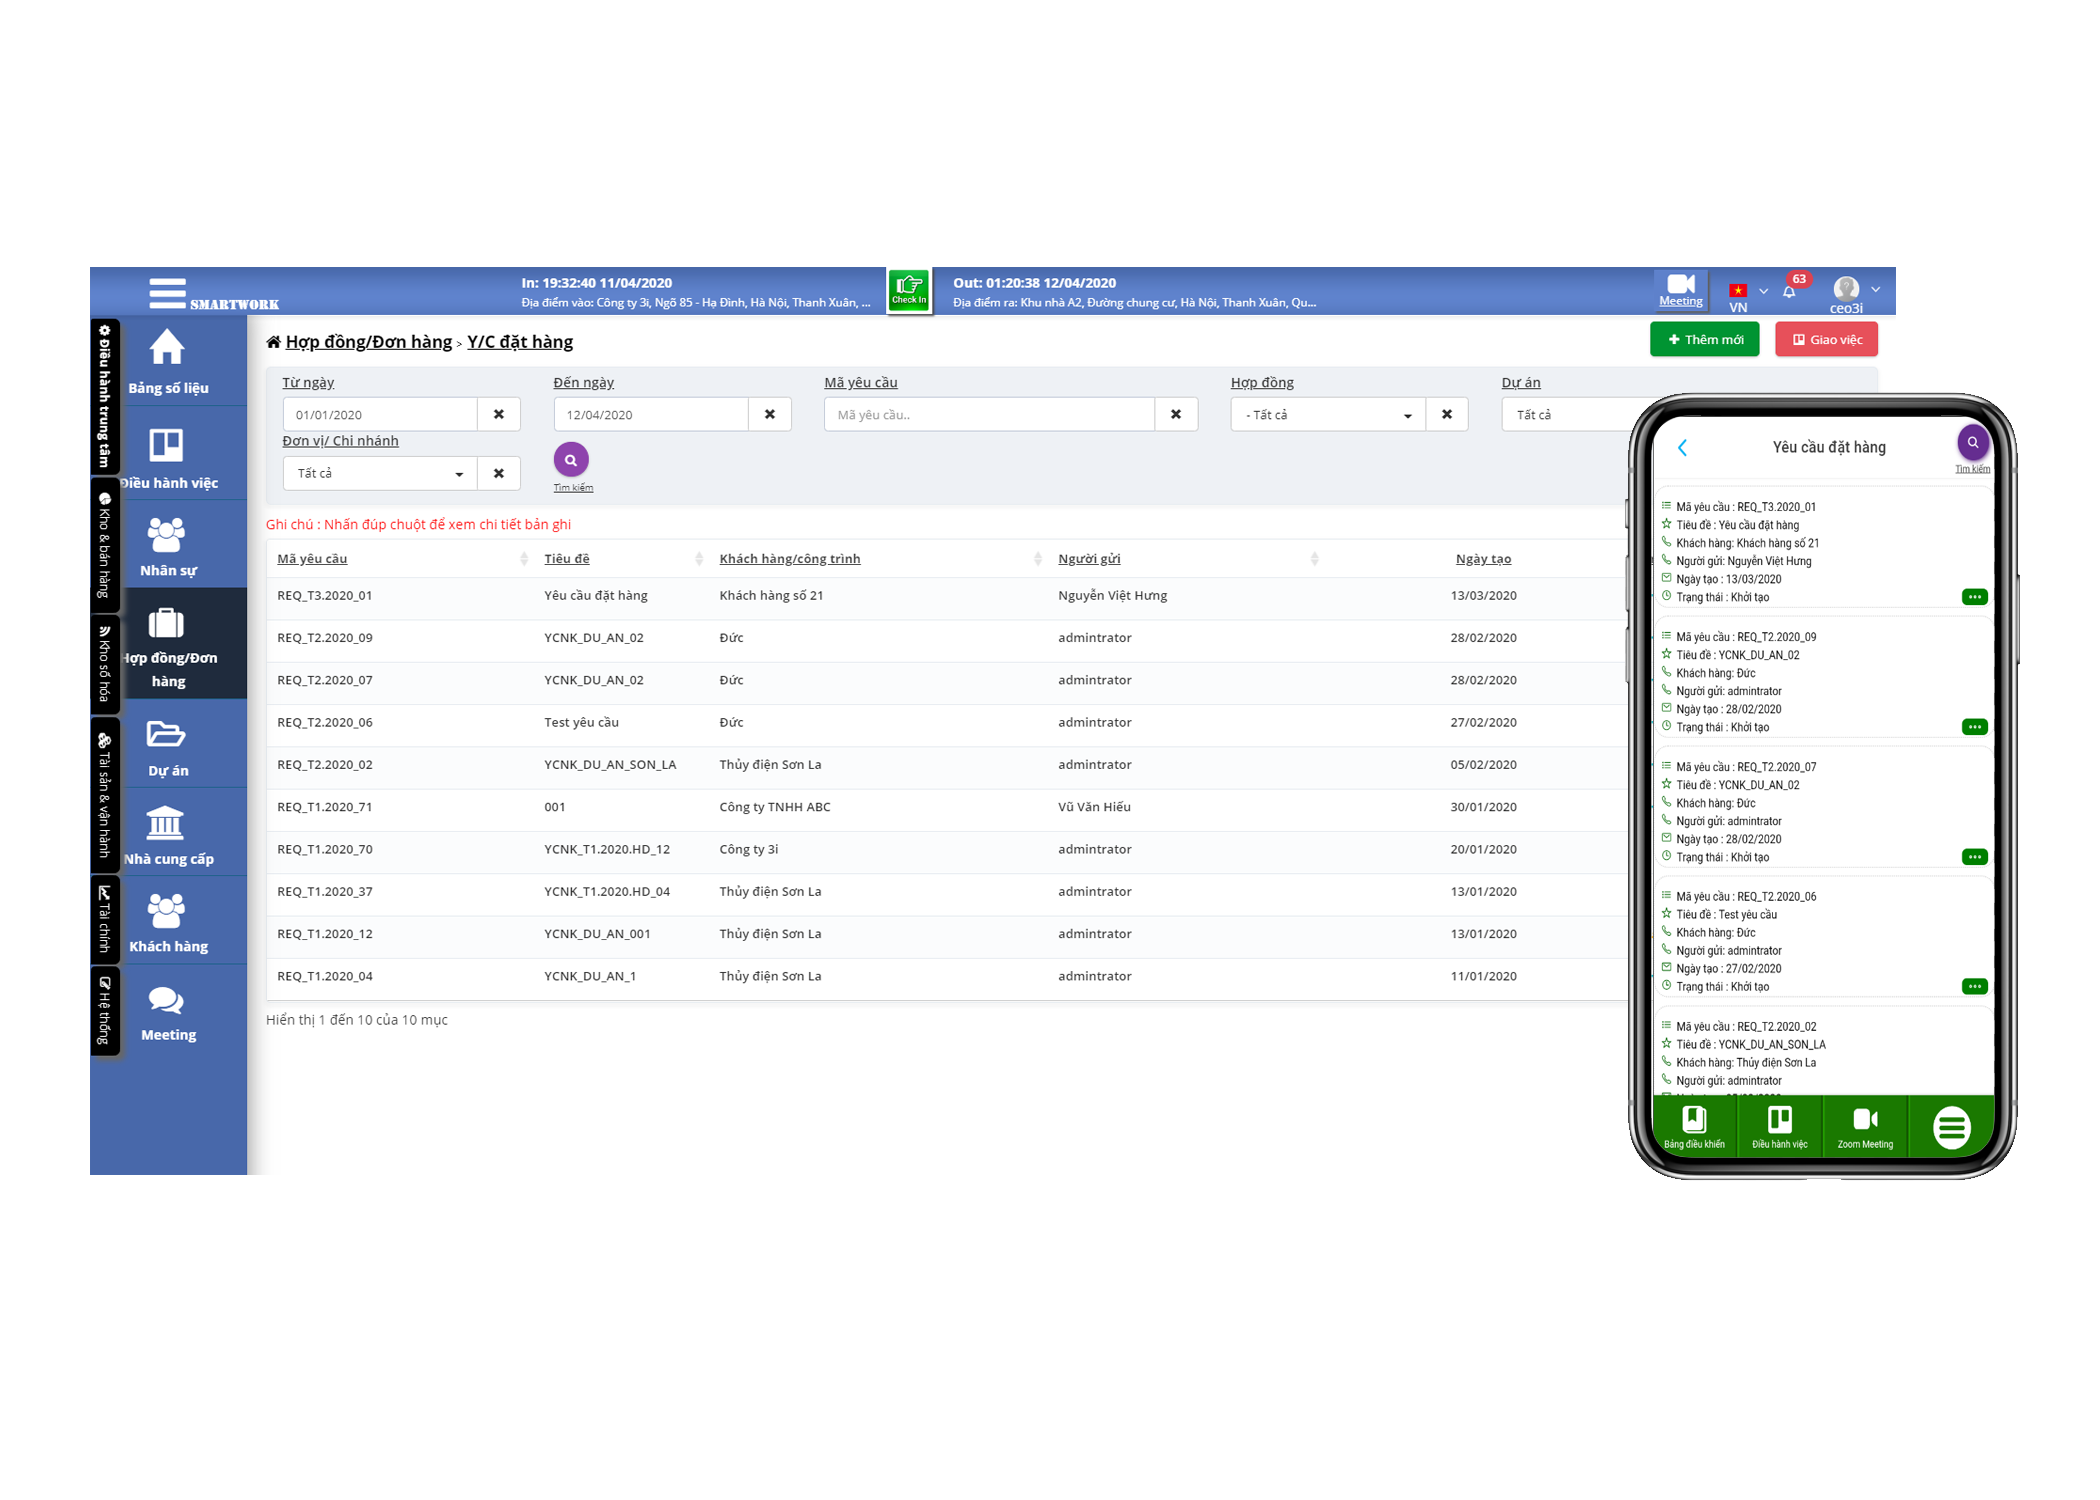 SMARTWORK
In: 19:32:40 11/04/2020
Địa điểm vào: Công ty 3i, Ngõ 85 - Hạ Đình, Hà Nội, Thanh Xuân, ...
Check In
Out: 01:20:38 12/04/2020
Địa điểm ra: Khu nhà A2, Đường chung cư, Hà Nội, Thanh Xuân, Qu...
Meeting
VN
63
ceo3i
Điều hành trung tâm
Kho & bán hàng
Kho số hóa
Tài sản & vận hành
Tài chính
Hệ thống
Bảng số liệu
Điều hành việc
Nhân sự
Hợp đồng/Đơn
hàng
Dự án
Nhà cung cấp
Khách hàng
Meeting
Hợp đồng/Đơn hàng > Y/C đặt hàng
Thêm mới
Giao việc
Từ ngày
Đến ngày
Mã yêu cầu
Hợp đồng
Dự án
01/01/2020
12/04/2020
Mã yêu cầu..
- Tất cả
Tất cả
Đơn vị/ Chi nhánh
Tất cả
Tìm kiếm
Ghi chú : Nhấn đúp chuột để xem chi tiết bản ghi
Mã yêu cầu Tiêu đề Khách hàng/công trình Người gửi Ngày tạo
REQ_T3.2020_01 Yêu cầu đặt hàng Khách hàng số 21 Nguyễn Việt Hưng 13/03/2020
REQ_T2.2020_09 YCNK_DU_AN_02 Đức admintrator 28/02/2020
REQ_T2.2020_07 YCNK_DU_AN_02 Đức admintrator 28/02/2020
REQ_T2.2020_06 Test yêu cầu Đức admintrator 27/02/2020
REQ_T2.2020_02 YCNK_DU_AN_SON_LA Thủy điện Sơn La admintrator 05/02/2020
REQ_T1.2020_71 001 Công ty TNHH ABC Vũ Văn Hiếu 30/01/2020
REQ_T1.2020_70 YCNK_T1.2020.HD_12 Công ty 3i admintrator 20/01/2020
REQ_T1.2020_37 YCNK_T1.2020.HD_04 Thủy điện Sơn La admintrator 13/01/2020
REQ_T1.2020_12 YCNK_DU_AN_001 Thủy điện Sơn La admintrator 13/01/2020
REQ_T1.2020_04 YCNK_DU_AN_1 Thủy điện Sơn La admintrator 11/01/2020
Hiển thị 1 đến 10 của 10 mục
Yêu cầu đặt hàng
Tìm kiếm
Mã yêu cầu : REQ_T3.2020_01
Tiêu đề : Yêu cầu đặt hàng
Khách hàng: Khách hàng số 21
Người gửi: Nguyễn Việt Hưng
Ngày tạo : 13/03/2020
Trạng thái : Khởi tạo
Mã yêu cầu : REQ_T2.2020_09
Tiêu đề : YCNK_DU_AN_02
Khách hàng: Đức
Người gửi: admintrator
Ngày tạo : 28/02/2020
Trạng thái : Khởi tạo
Mã yêu cầu : REQ_T2.2020_07
Tiêu đề : YCNK_DU_AN_02
Khách hàng: Đức
Người gửi: admintrator
Ngày tạo : 28/02/2020
Trạng thái : Khởi tạo
Mã yêu cầu : REQ_T2.2020_06
Tiêu đề : Test yêu cầu
Khách hàng: Đức
Người gửi: admintrator
Ngày tạo : 27/02/2020
Trạng thái : Khởi tạo
Mã yêu cầu : REQ_T2.2020_02
Tiêu đề : YCNK_DU_AN_SON_LA
Khách hàng: Thủy điện Sơn La
Người gửi: admintrator
Bảng điều khiển
Điều hành việc
Zoom Meeting